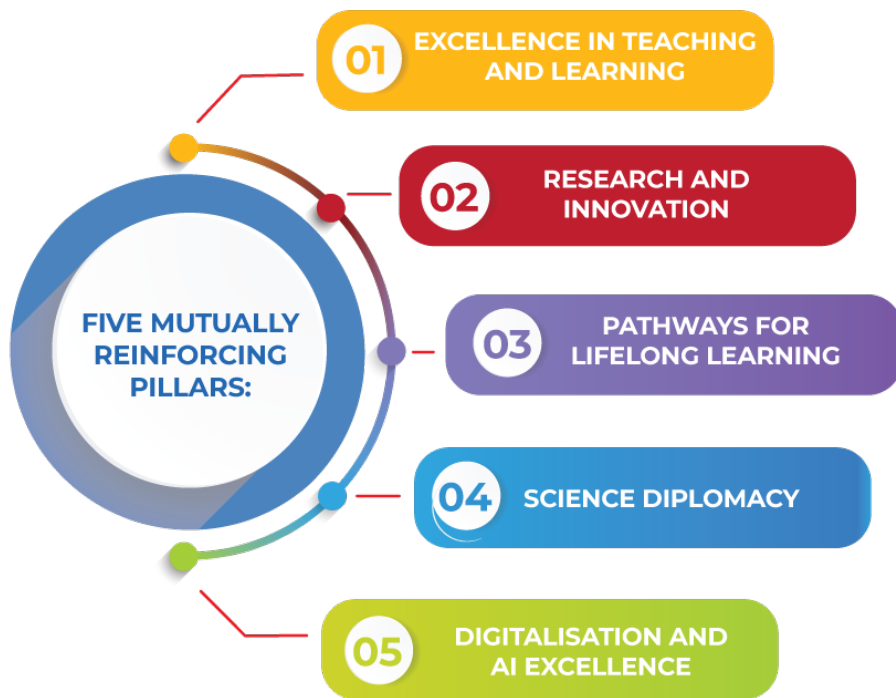 FIVE MUTUALLY
REINFORCING
PILLARS:
01
EXCELLENCE IN TEACHING
AND LEARNING
02
RESEARCH AND
INNOVATION
03
PATHWAYS FOR
LIFELONG LEARNING
04
SCIENCE DIPLOMACY
05
DIGITALISATION AND
AI EXCELLENCE